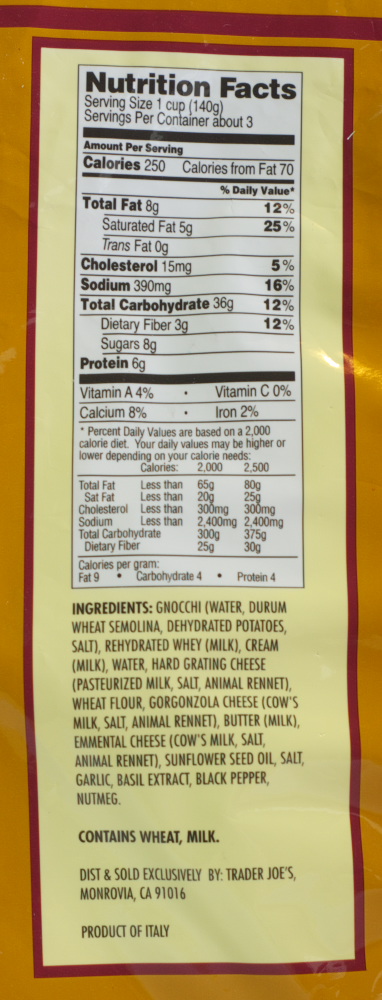 Nutrition Facts
Serving Size 1 cup (140g)
Servings Per Container about 3
Amount Per Serving
Calories 250 Calories from Fat 70
% Daily Value*
Total Fat 8g 12%
Saturated Fat 5g 25%
Trans Fat 0g
Cholesterol 15mg 5%
Sodium 390mg 16%
Total Carbohydrate 36g 12%
Dietary Fiber 3g 12%
Sugars 8g
Protein 6g
Vitamin A 4% • Vitamin C 0%
Calcium 8% • Iron 2%
* Percent Daily Values are based on a 2,000
calorie diet. Your daily values may be higher or
lower depending on your calorie needs:
Calories: 2,000 2,500
Total Fat Less than 65g 80g
Sat Fat Less than 20g 25g
Cholesterol Less than 300mg 300mg
Sodium Less than 2,400mg 2,400mg
Total Carbohydrate 300g 375g
Dietary Fiber 25g 30g
Calories per gram:
Fat 9 • Carbohydrate 4 • Protein 4
INGREDIENTS: GNOCCHI (WATER, DURUM
WHEAT SEMOLINA, DEHYDRATED POTATOES,
SALT), REHYDRATED WHEY (MILK), CREAM
(MILK), WATER, HARD GRATING CHEESE
(PASTEURIZED MILK, SALT, ANIMAL RENNET),
WHEAT FLOUR, GORGONZOLA CHEESE (COW'S
MILK, SALT, ANIMAL RENNET), BUTTER (MILK),
EMMENTAL CHEESE (COW'S MILK, SALT,
ANIMAL RENNET), SUNFLOWER SEED OIL, SALT,
GARLIC, BASIL EXTRACT, BLACK PEPPER,
NUTMEG.
CONTAINS WHEAT, MILK.
DIST & SOLD EXCLUSIVELY BY: TRADER JOE'S,
MONROVIA, CA 91016
PRODUCT OF ITALY